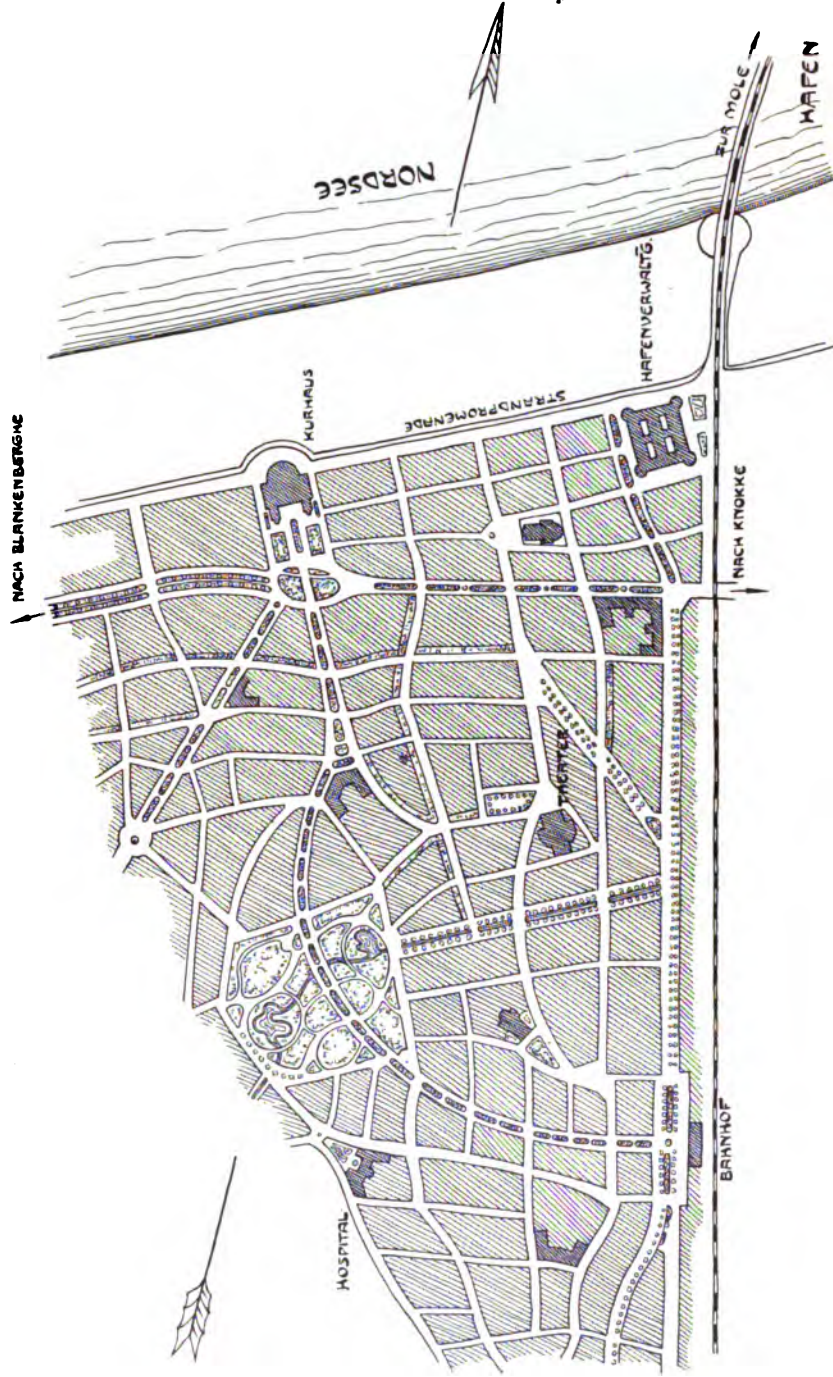 NACH BLANKENBERGHE
NORDSEE
KURHAUS
STRANDPROMENADE
HAFENVERWALTG.
ZUR MOLE
HAFEN
NACH KNOKKE
THEATER
BAHNHOF
HOSPITAL